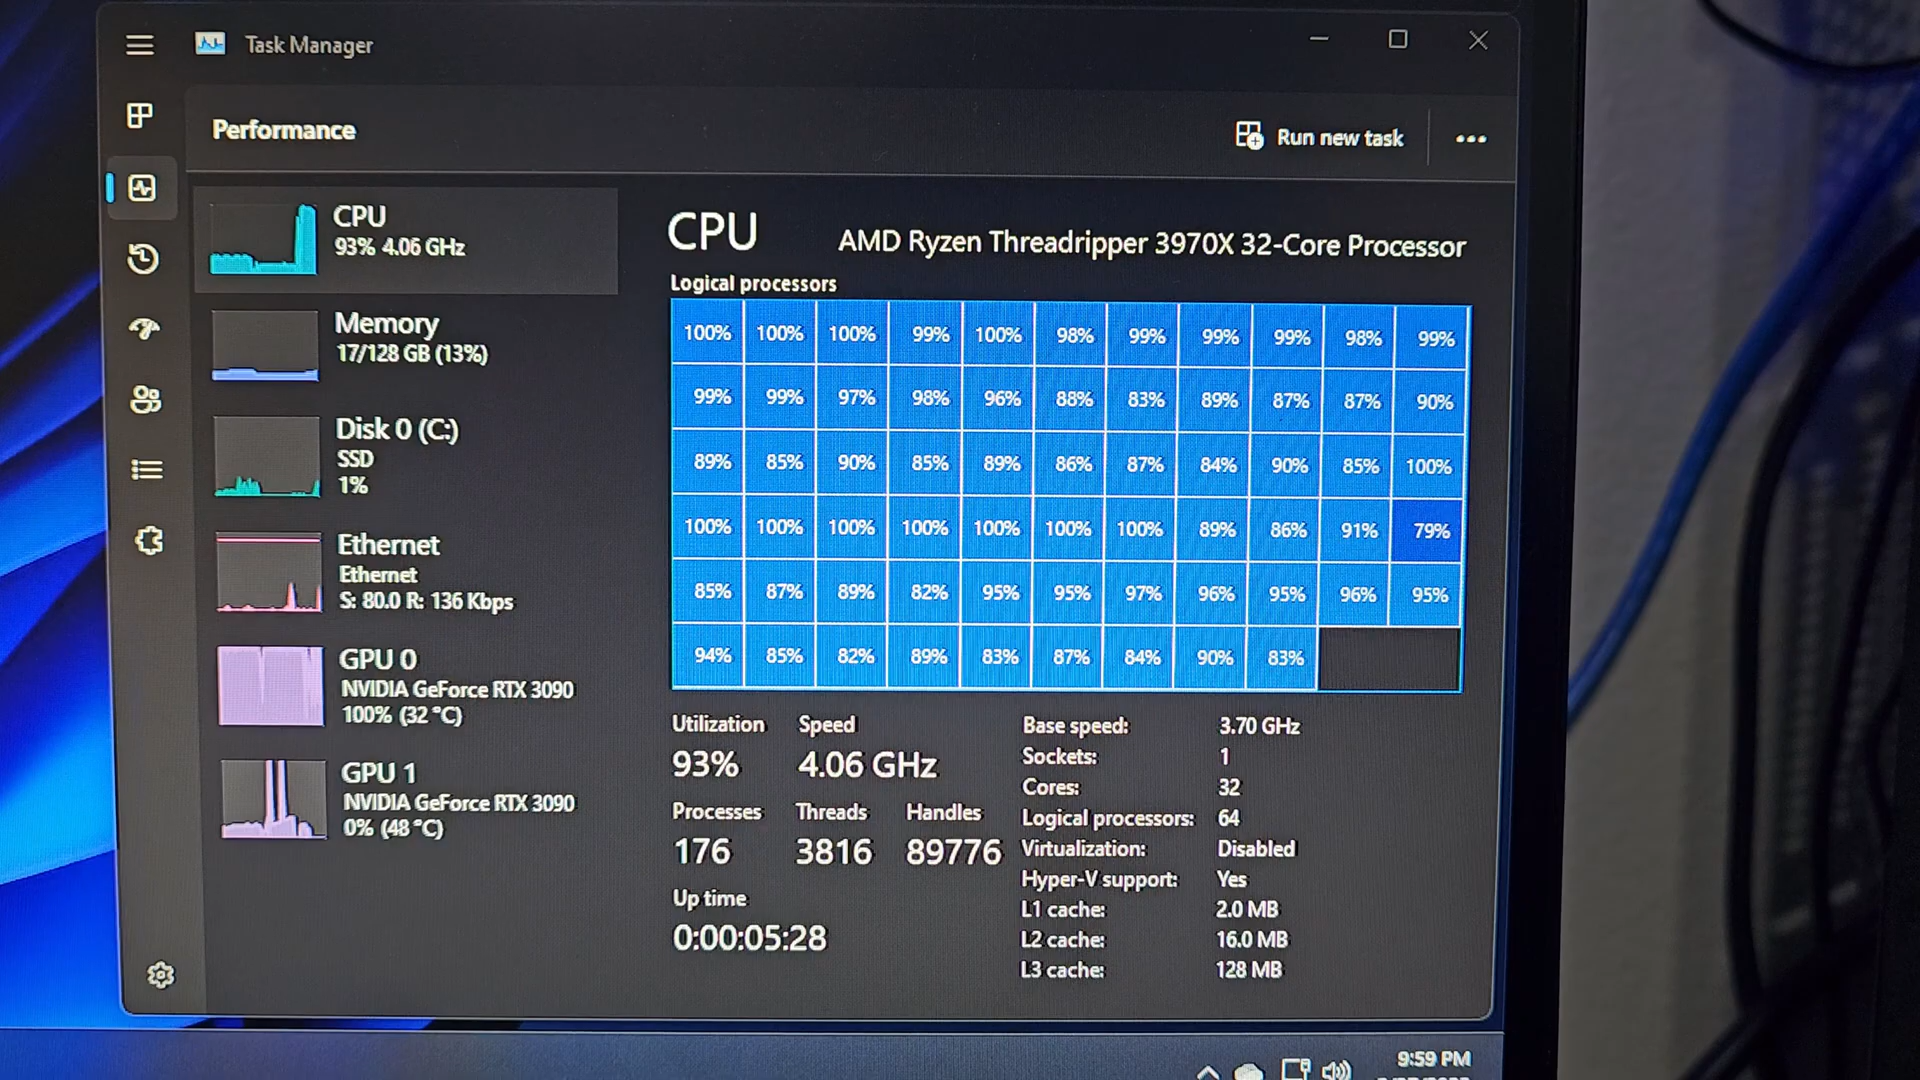 Task Manager
Performance
Run new task
CPU
93% 4.06 GHz
Memory
17/128 GB (13%)
Disk 0 (C:)
SSD
1%
Ethernet
Ethernet
S: 80.0 R: 136 Kbps
GPU 0
NVIDIA GeForce RTX 3090
100% (32 °C)
GPU 1
NVIDIA GeForce RTX 3090
0% (48 °C)
CPU AMD Ryzen Threadripper 3970X 32-Core Processor
Logical processors
100% 100% 100% 99% 100% 98% 99% 99% 99% 98% 99%
99% 99% 97% 98% 96% 88% 83% 89% 87% 87% 90%
89% 85% 90% 85% 89% 86% 87% 84% 90% 85% 100%
100% 100% 100% 100% 100% 100% 100% 89% 86% 91% 79%
85% 87% 89% 82% 95% 95% 97% 96% 95% 96% 95%
94% 85% 82% 89% 83% 87% 84% 90% 83%
Utilization Speed
93% 4.06 GHz
Processes Threads Handles
176 3816 89776
Up time
0:00:05:28
Base speed: 3.70 GHz
Sockets: 1
Cores: 32
Logical processors: 64
Virtualization: Disabled
Hyper-V support: Yes
L1 cache: 2.0 MB
L2 cache: 16.0 MB
L3 cache: 128 MB
9:59 PM